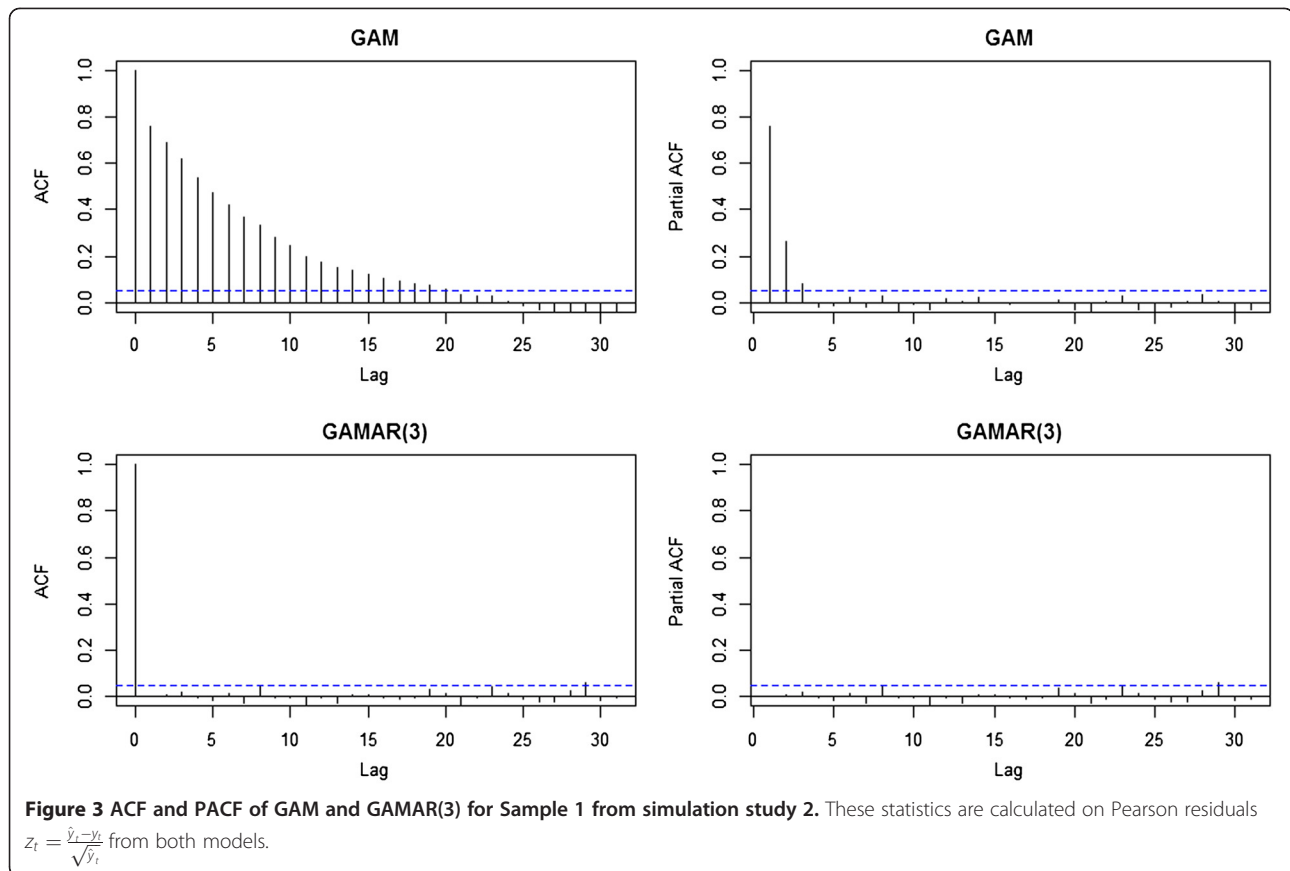 GAM
ACF
0.0 0.2 0.4 0.6 0.8 1.0
0 5 10 15 20 25 30
Lag
GAM
Partial ACF
0.0 0.2 0.4 0.6 0.8 1.0
0 5 10 15 20 25 30
Lag
GAMAR(3)
ACF
0.0 0.2 0.4 0.6 0.8 1.0
0 5 10 15 20 25 30
Lag
GAMAR(3)
Partial ACF
0.0 0.2 0.4 0.6 0.8 1.0
0 5 10 15 20 25 30
Lag
Figure 3 ACF and PACF of GAM and GAMAR(3) for Sample 1 from simulation study 2. These statistics are calculated on Pearson residuals
z_t = \frac{\hat{y}_t - y_t}{\sqrt{\hat{y}_t}} from both models.